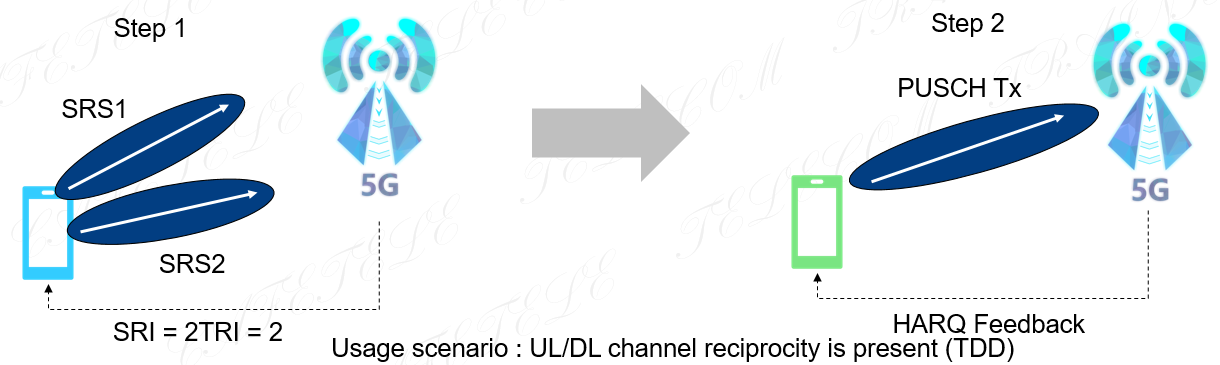 Step 1
SRS1
5G
SRS2
SRI = 2TRI = 2
Step 2
PUSCH Tx
5G
HARQ Feedback
Usage scenario : UL/DL channel reciprocity is present (TDD)